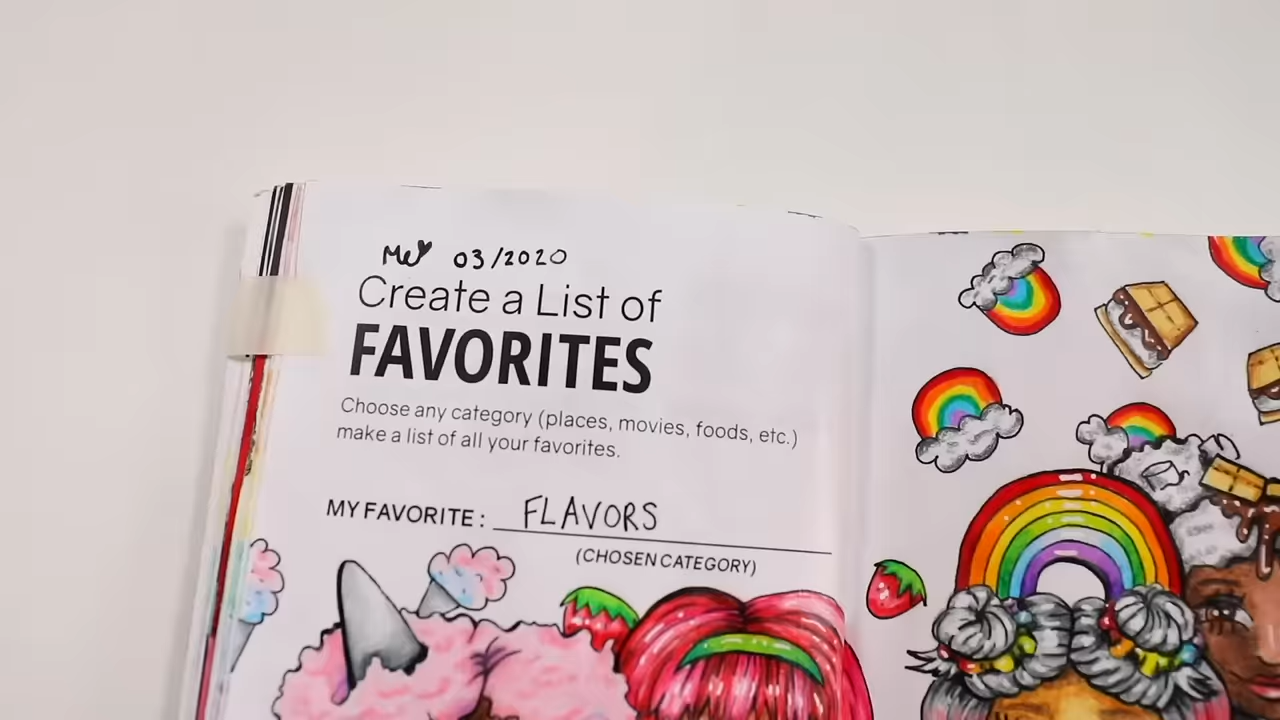 MW 03/2020
Create a List of
FAVORITES
Choose any category (places, movies, foods, etc.)
make a list of all your favorites.
MY FAVORITE: FLAVORS
(CHOSEN CATEGORY)